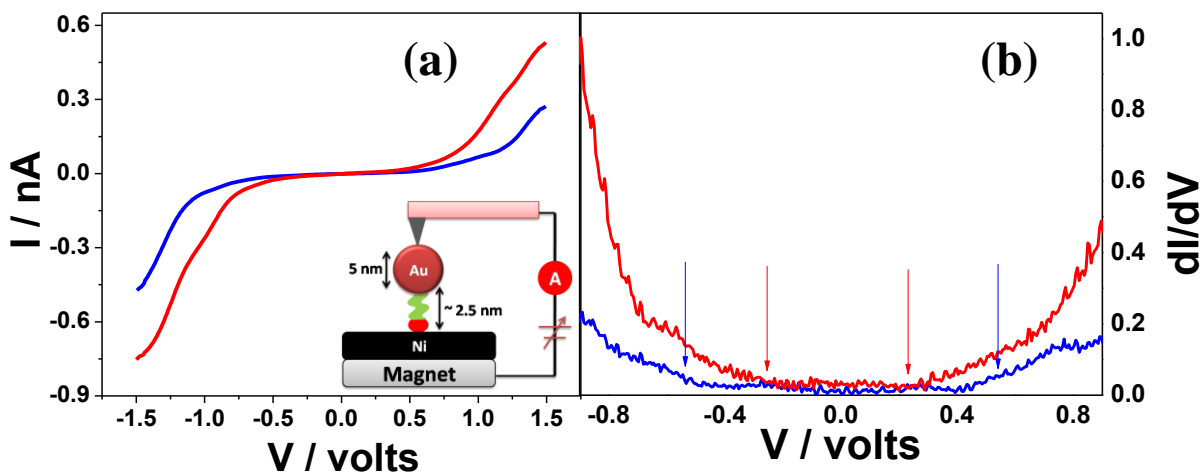 (a)
I / nA
0.6
0.3
0.0
-0.3
-0.6
-0.9
-1.5 -1.0 -0.5 0.0 0.5 1.0 1.5
V / volts
5 nm
Au
A
~ 2.5 nm
Ni
Magnet
(b)
1.0
0.8
0.6
0.4
0.2
0.0
dI/dV
-0.8 -0.4 0.0 0.4 0.8
V / volts